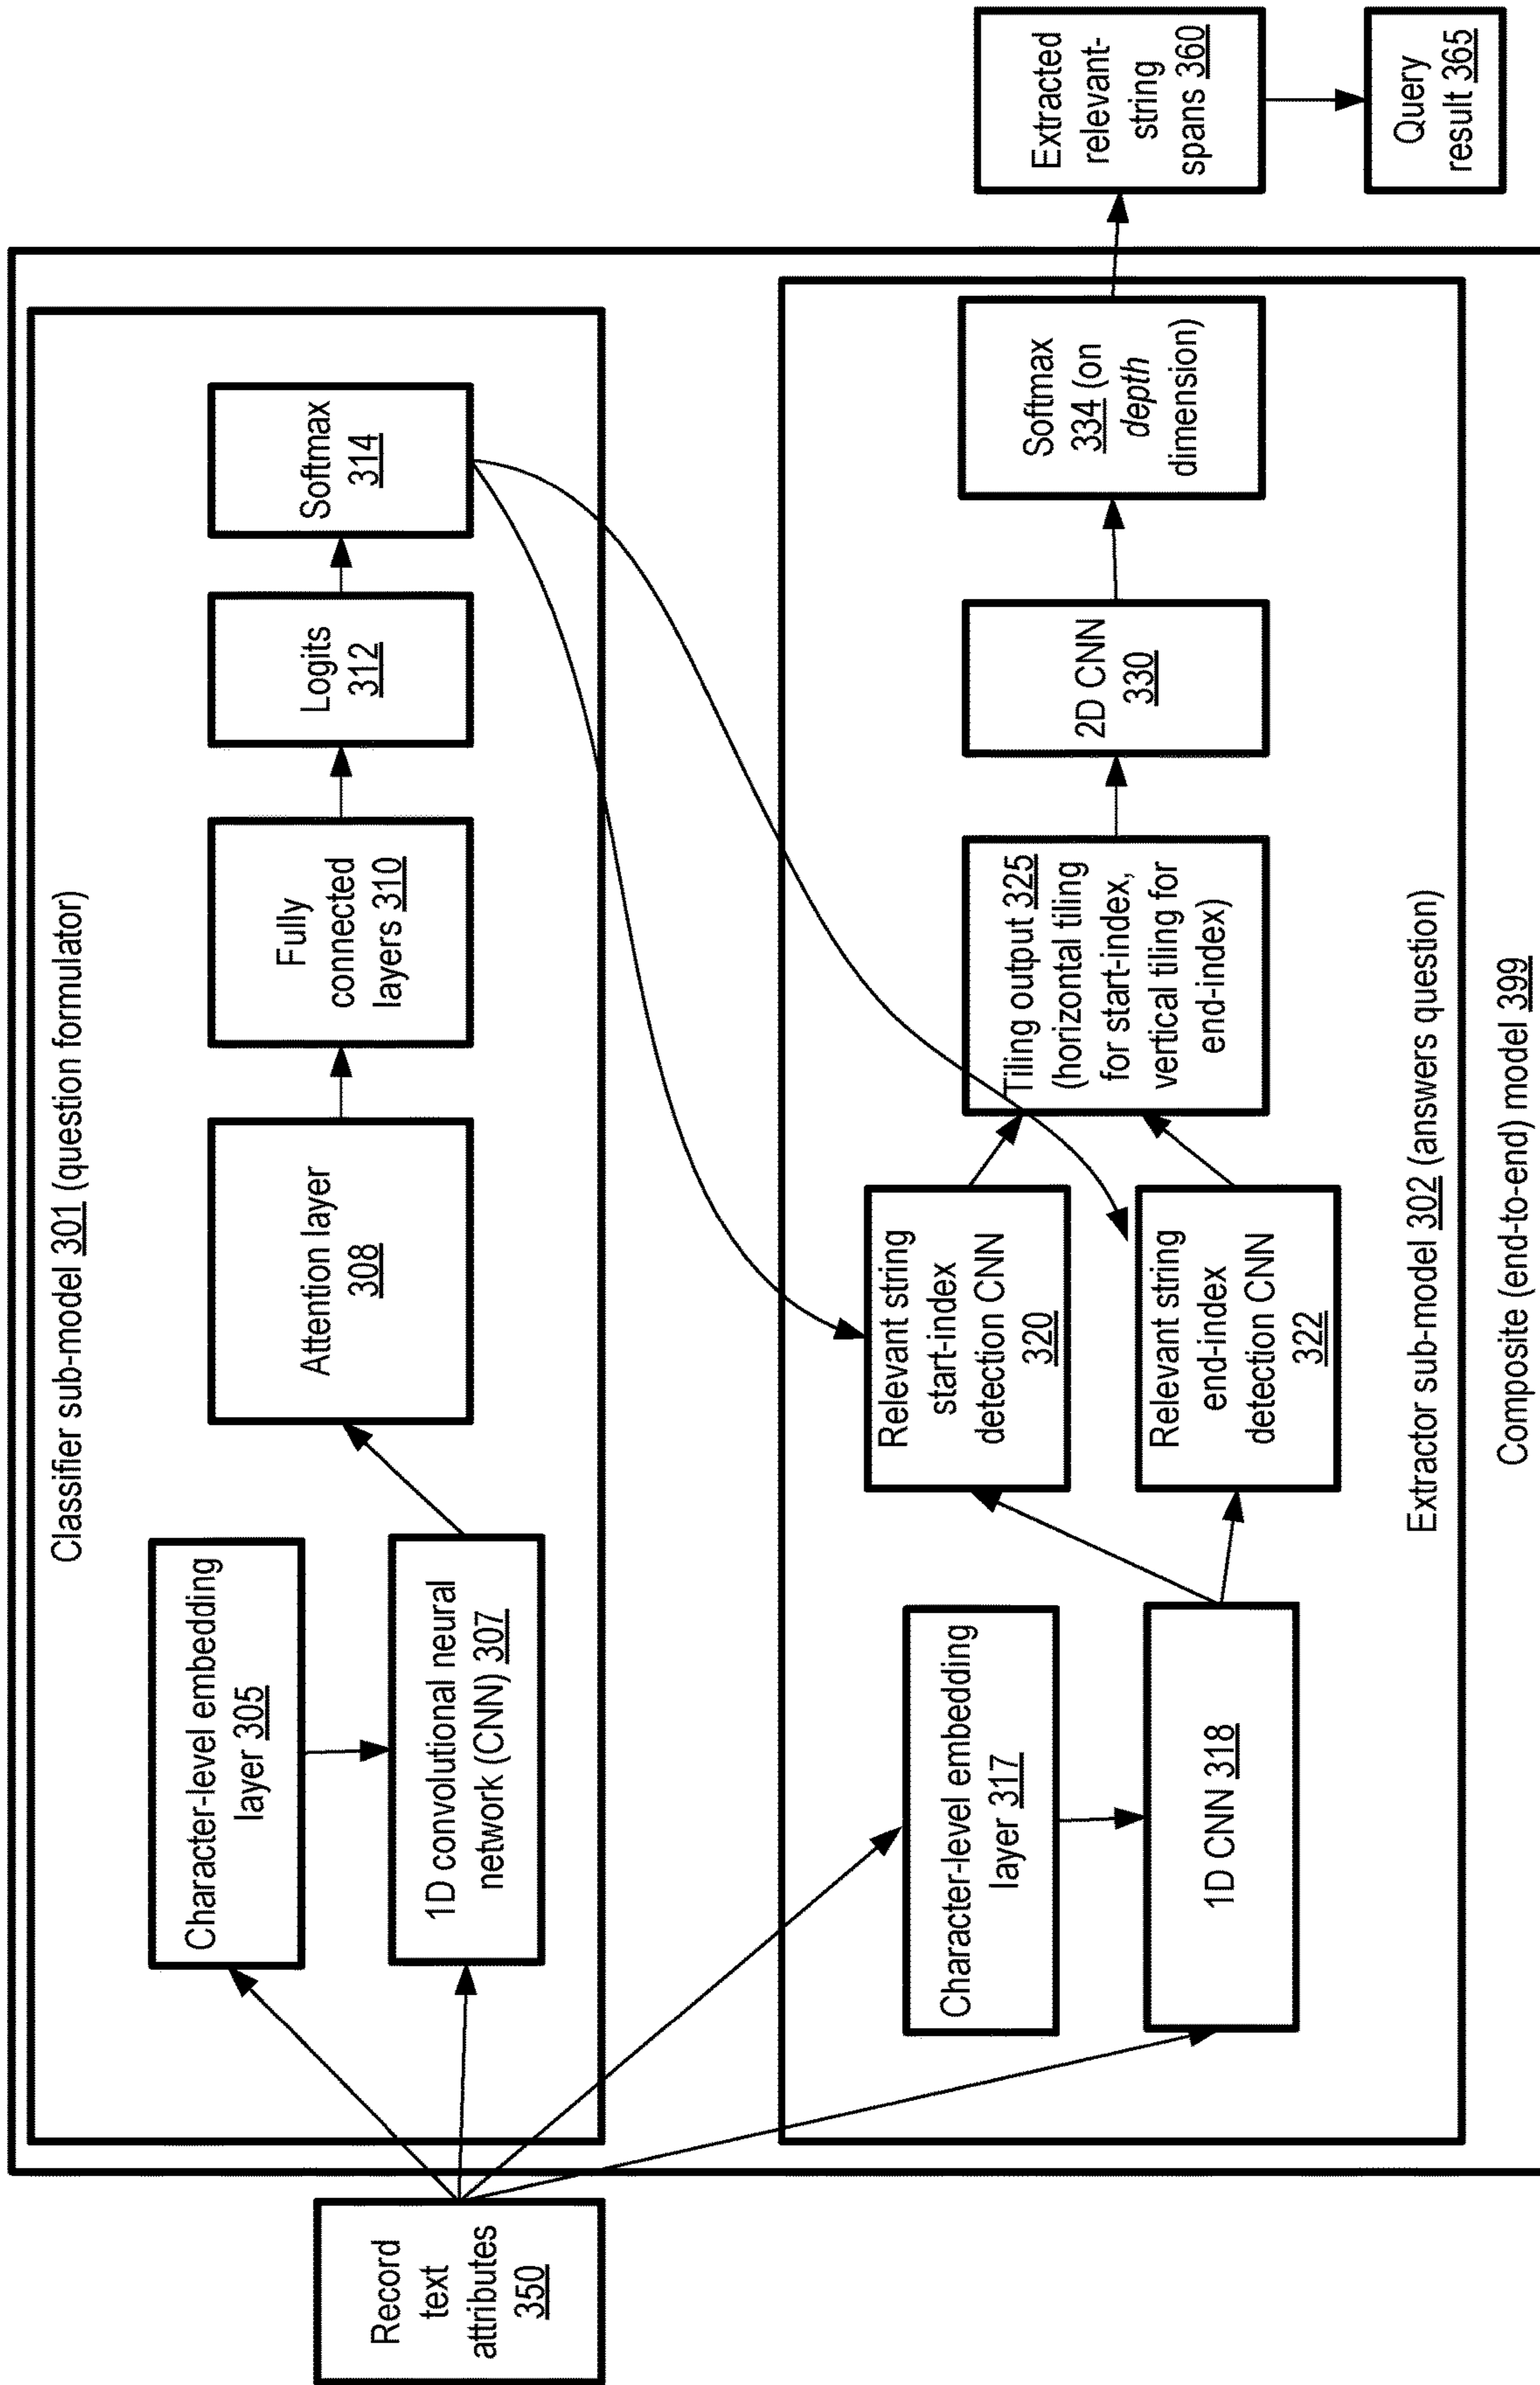 Classifier sub-model 301 (question formulator)
Record
text
attributes
350
Character-level embedding
layer 305
1D convolutional neural
network (CNN) 307
Attention layer
308
Fully
connected
layers 310
Logits
312
Softmax
314
Character-level embedding
layer 317
1D CNN 318
Relevant string
start-index
detection CNN
320
Relevant string
end-index
detection CNN
322
Tiling output 325
(horizontal tiling
for start-index,
vertical tiling for
end-index)
2D CNN
330
Softmax
334 (on
depth
dimension)
Extracted
relevant-
string
spans 360
Query
result 365
Extractor sub-model 302 (answers question)
Composite (end-to-end) model 399